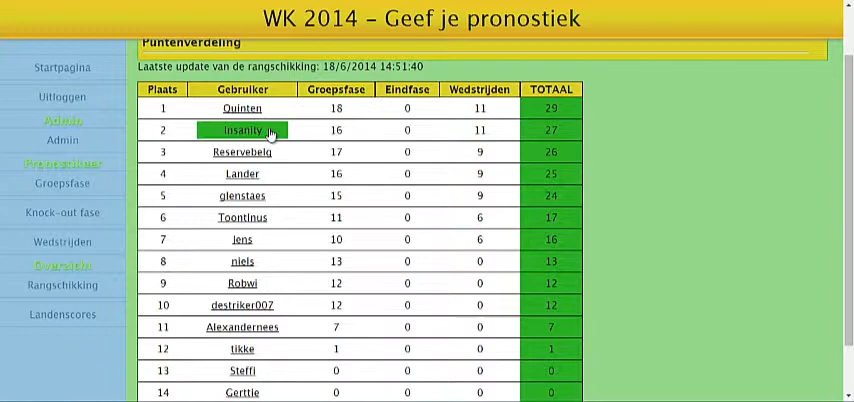 WK 2014 - Geef je pronostiek
Puntenverdeling
Laatste update van de rangschikking: 18/6/2014 14:51:40
Startpagina
Uitloggen
Admin
Admin
Pronostikeer
Groepsfase
Knock-out fase
Wedstrijden
Overzicht
Rangschikking
Landenscores
Plaats Gebruiker Groepsfase Eindfase Wedstrijden TOTAAL
1 Quinten 18 0 11 29
2 Insanity 16 0 11 27
3 Reservebelg 17 0 9 26
4 Lander 16 0 9 25
5 glenstaes 15 0 9 24
6 Toontinus 11 0 6 17
7 Jens 10 0 6 16
8 niels 13 0 0 13
9 Robwi 12 0 0 12
10 destriker007 12 0 0 12
11 Alexandernees 7 0 0 7
12 tikke 1 0 0 1
13 Steffi 0 0 0 0
14 Gerttie 0 0 0 0